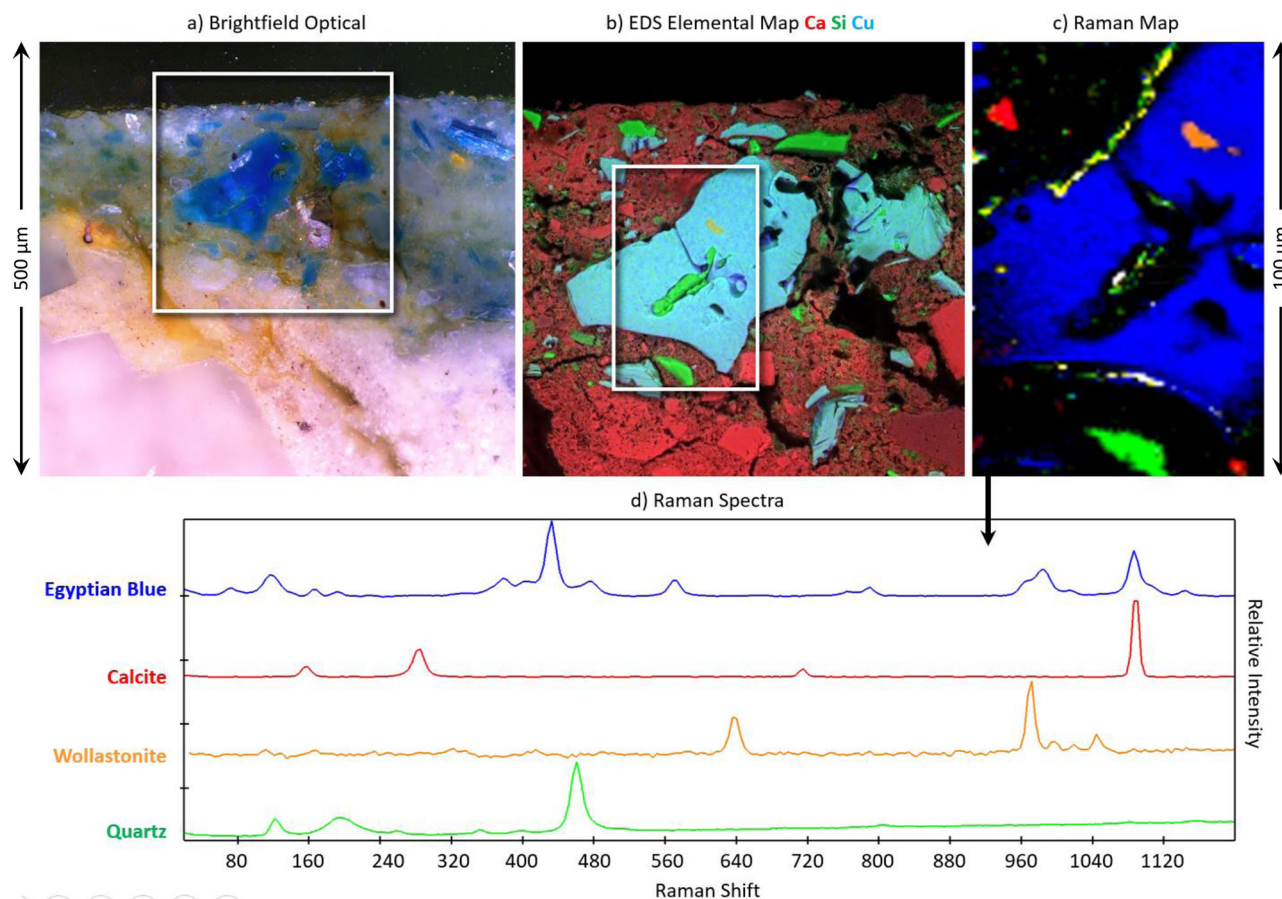 a) Brightfield Optical
b) EDS Elemental Map Ca Si Cu
c) Raman Map
500 µm
100 µm
d) Raman Spectra
Egyptian Blue
Calcite
Wollastonite
Quartz
Relative Intensity
80 160 240 320 400 480 560 640 720 800 880 960 1040 1120
Raman Shift